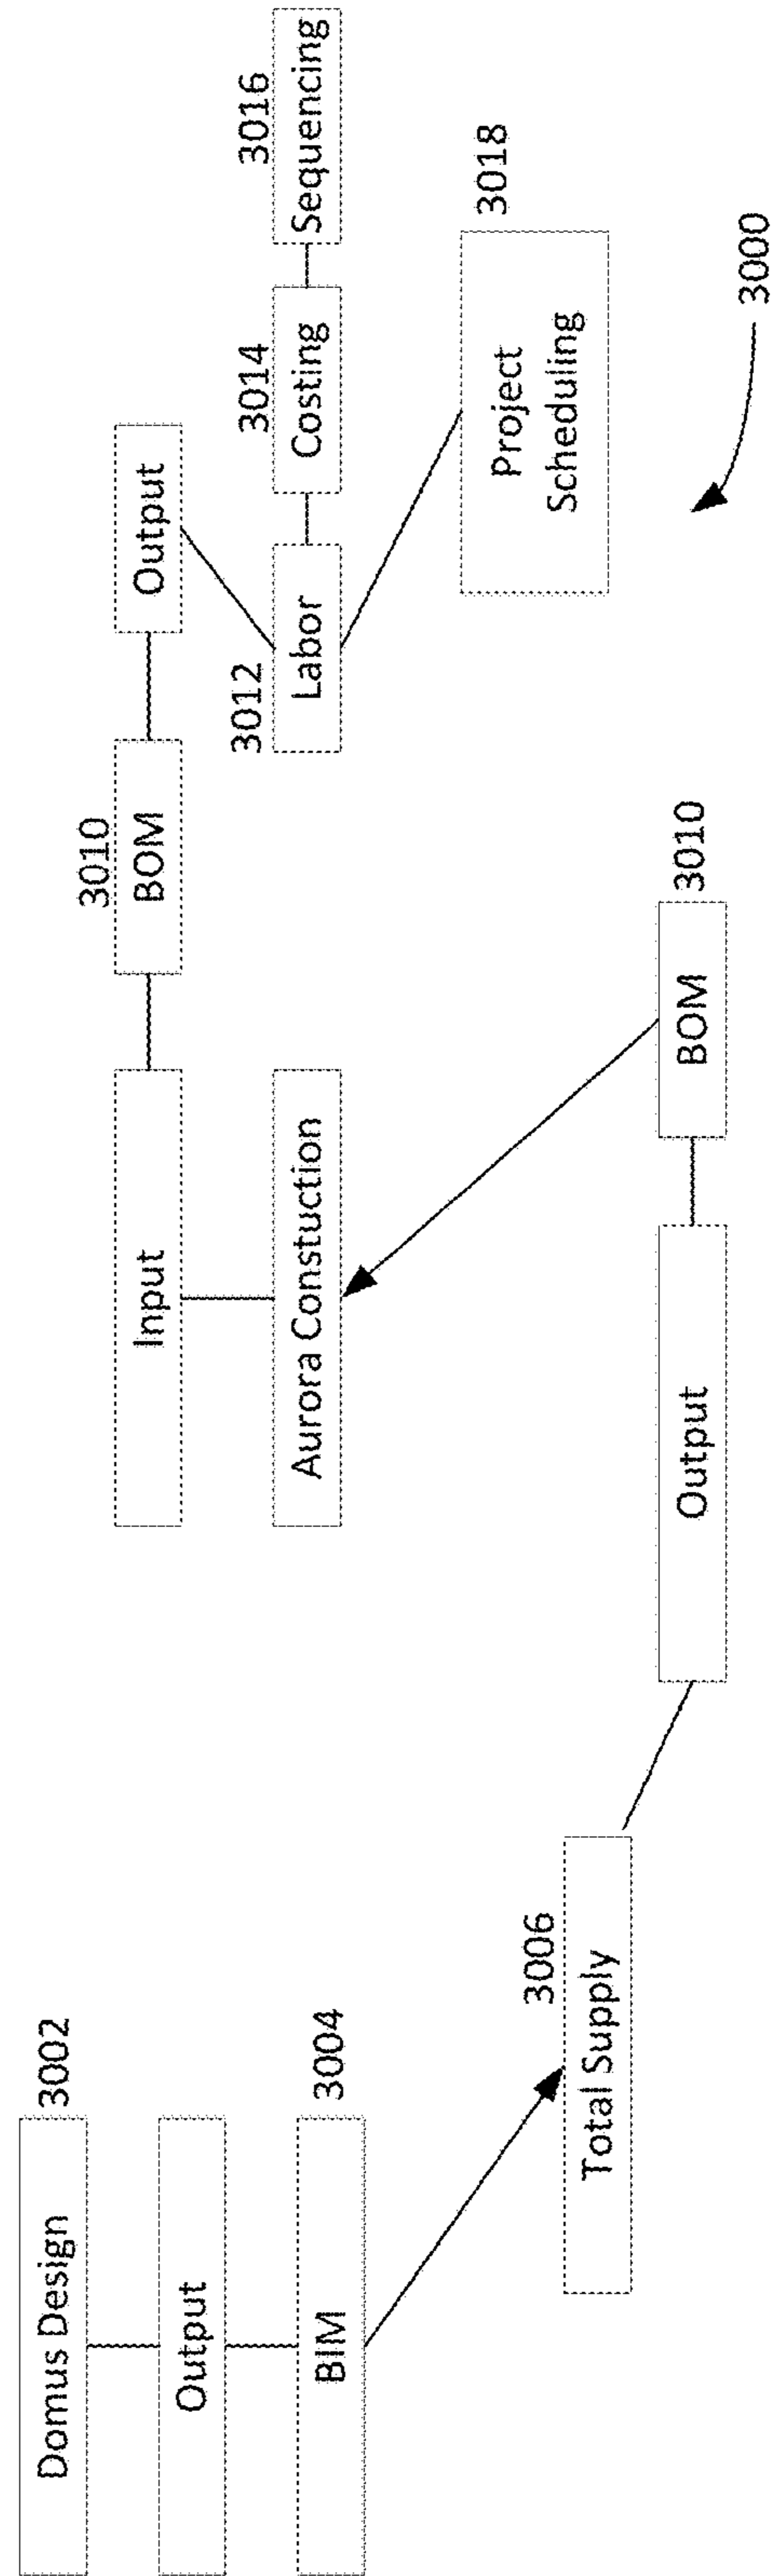 Domus Design
3002
Output
BIM
3004
Total Supply
3006
Output
BOM
3010
Aurora Constuction
Input
BOM
3010
Output
Labor
3012
Costing
3014
Sequencing
3016
Project
Scheduling
3018
3000